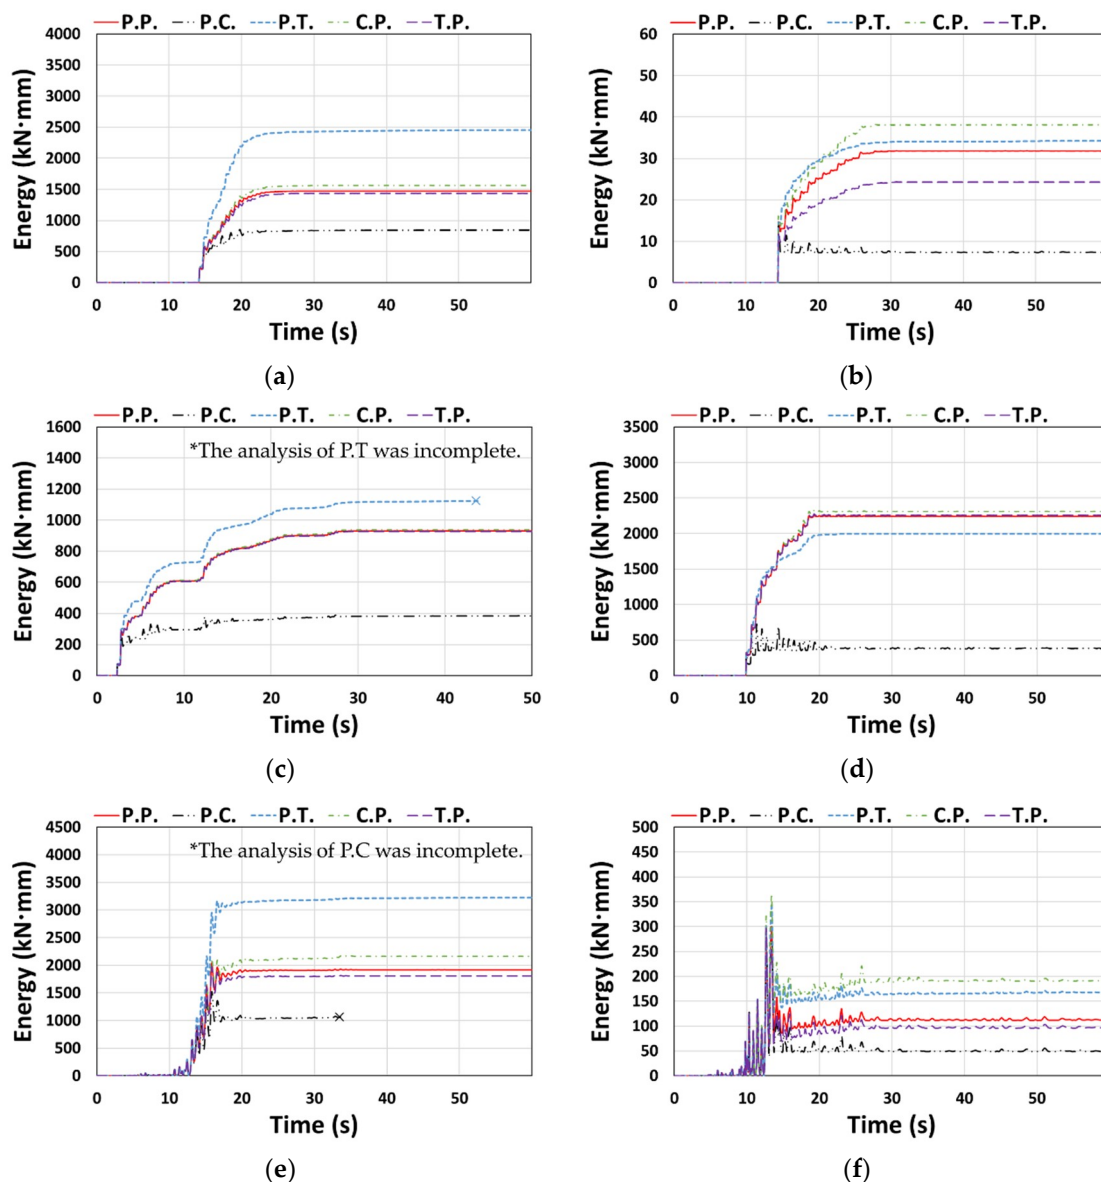 P.P. P.C. P.T. C.P. T.P.
4000
3500
3000
2500
2000
1500
1000
500
0
Energy (kN·mm)
0 10 20 30 40 50
Time (s)
(a)
P.P. P.C. P.T. C.P. T.P.
60
50
40
30
20
10
0
Energy (kN·mm)
0 10 20 30 40 50
Time (s)
(b)
P.P. P.C. P.T. C.P. T.P.
1600
1400
1200
1000
800
600
400
200
0
Energy (kN·mm)
*The analysis of P.T was incomplete.
0 10 20 30 40 50
Time (s)
(c)
P.P. P.C. P.T. C.P. T.P.
3500
3000
2500
2000
1500
1000
500
0
Energy (kN·mm)
0 10 20 30 40 50
Time (s)
(d)
P.P. P.C. P.T. C.P. T.P.
4500
4000
3500
3000
2500
2000
1500
1000
500
0
Energy (kN·mm)
*The analysis of P.C was incomplete.
0 10 20 30 40 50
Time (s)
(e)
P.P. P.C. P.T. C.P. T.P.
500
450
400
350
300
250
200
150
100
50
0
Energy (kN·mm)
0 10 20 30 40 50
Time (s)
(f)